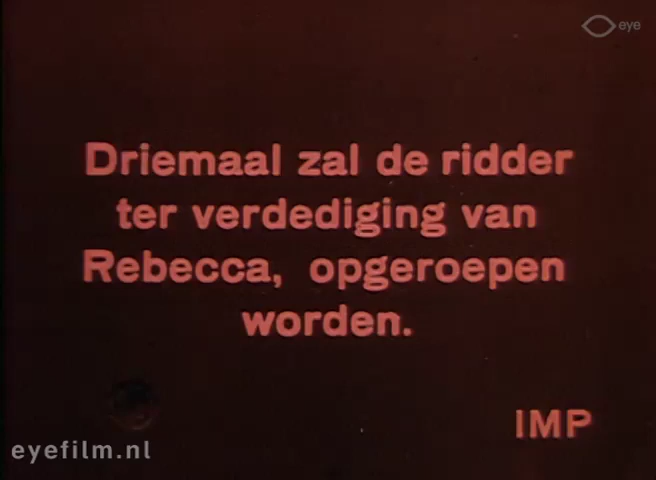 eye
Driemaal zal de ridder
ter verdediging van
Rebecca, opgeroepen
worden.
IMP
eyefilm.nl